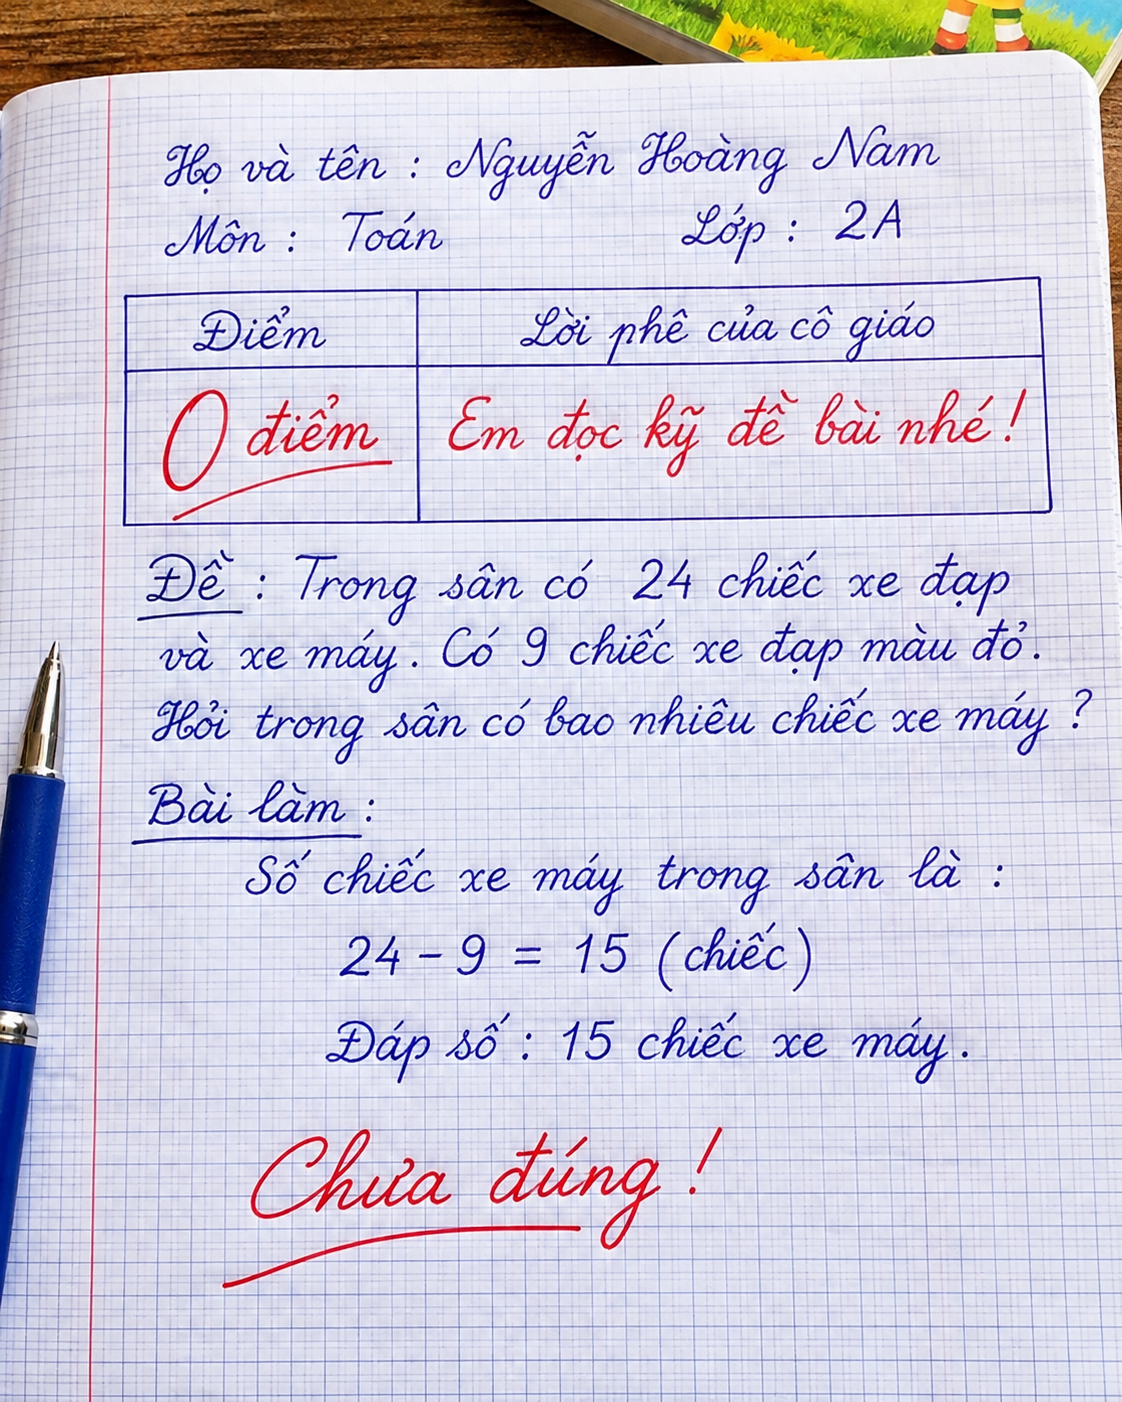 Họ và tên : Nguyễn Hoàng Nam
Môn : Toán Lớp : 2A
Điểm Lời phê của cô giáo
0 điểm Em đọc kỹ đề bài nhé !
Đề : Trong sân có 24 chiếc xe đạp
và xe máy. Có 9 chiếc xe đạp màu đỏ.
Hỏi trong sân có bao nhiêu chiếc xe máy ?
Bài làm :
Số chiếc xe máy trong sân là :
24 - 9 = 15 (chiếc)
Đáp số : 15 chiếc xe máy.
Chưa đúng !